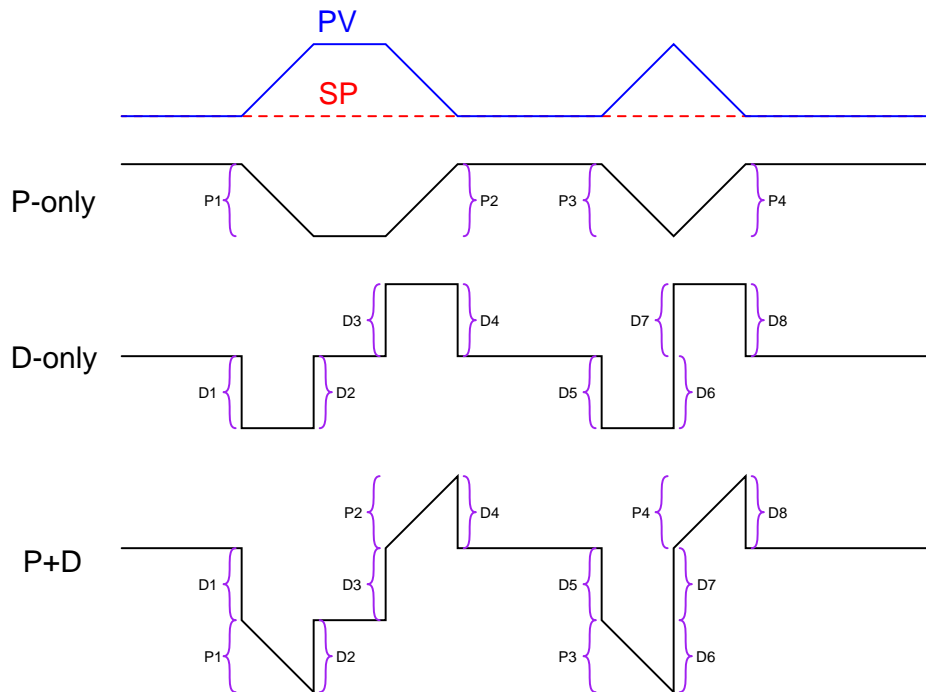 PV
SP
P-only
P1
P2
P3
P4
D3
D4
D7
D8
D-only
D1
D2
D5
D6
P2
D4
P4
D8
P+D
D1
D3
D5
D7
P1
D2
P3
D6